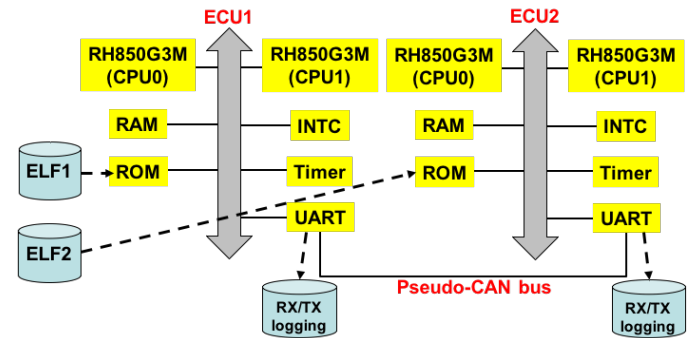 ECU1
ECU2
RH850G3M
(CPU0)
RH850G3M
(CPU1)
RH850G3M
(CPU0)
RH850G3M
(CPU1)
RAM
INTC
RAM
INTC
ELF1
ROM
Timer
ROM
Timer
UART
UART
ELF2
Pseudo-CAN bus
RX/TX
logging
RX/TX
logging